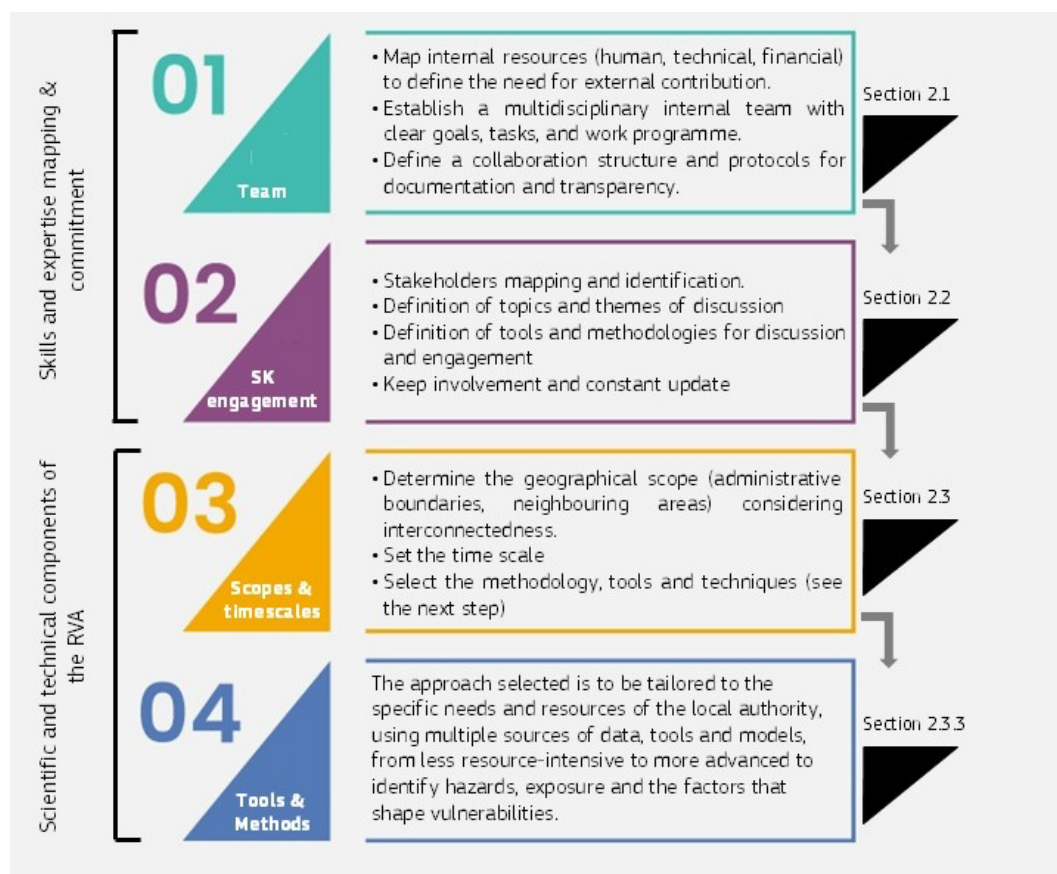 Skills and expertise mapping &
commitment
01
Team
• Map internal resources (human, technical, financial)
to define the need for external contribution.
• Establish a multidisciplinary internal team with
clear goals, tasks, and work programme.
• Define a collaboration structure and protocols for
documentation and transparency.
Section 2.1
02
SK
engagement
• Stakeholders mapping and identification.
• Definition of topics and themes of discussion
• Definition of tools and methodologies for discussion
and engagement
• Keep involvement and constant update
Section 2.2
Scientific and technical components of
the RVA
03
Scopes &
timescales
• Determine the geographical scope (administrative
boundaries, neighbouring areas) considering
interconnectedness.
• Set the time scale
• Select the methodology, tools and techniques (see
the next step)
Section 2.3
04
Tools &
Methods
The approach selected is to be tailored to the
specific needs and resources of the local authority,
using multiple sources of data, tools and models,
from less resource-intensive to more advanced to
identify hazards, exposure and the factors that
shape vulnerabilities.
Section 2.3.3